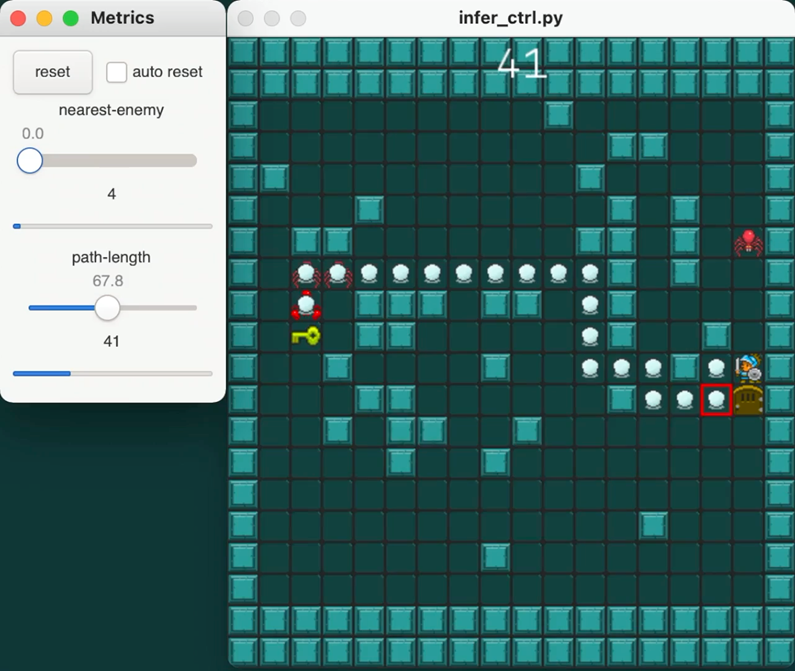 Metrics
reset
auto reset
nearest-enemy
0.0
4
path-length
67.8
41
infer_ctrl.py
41